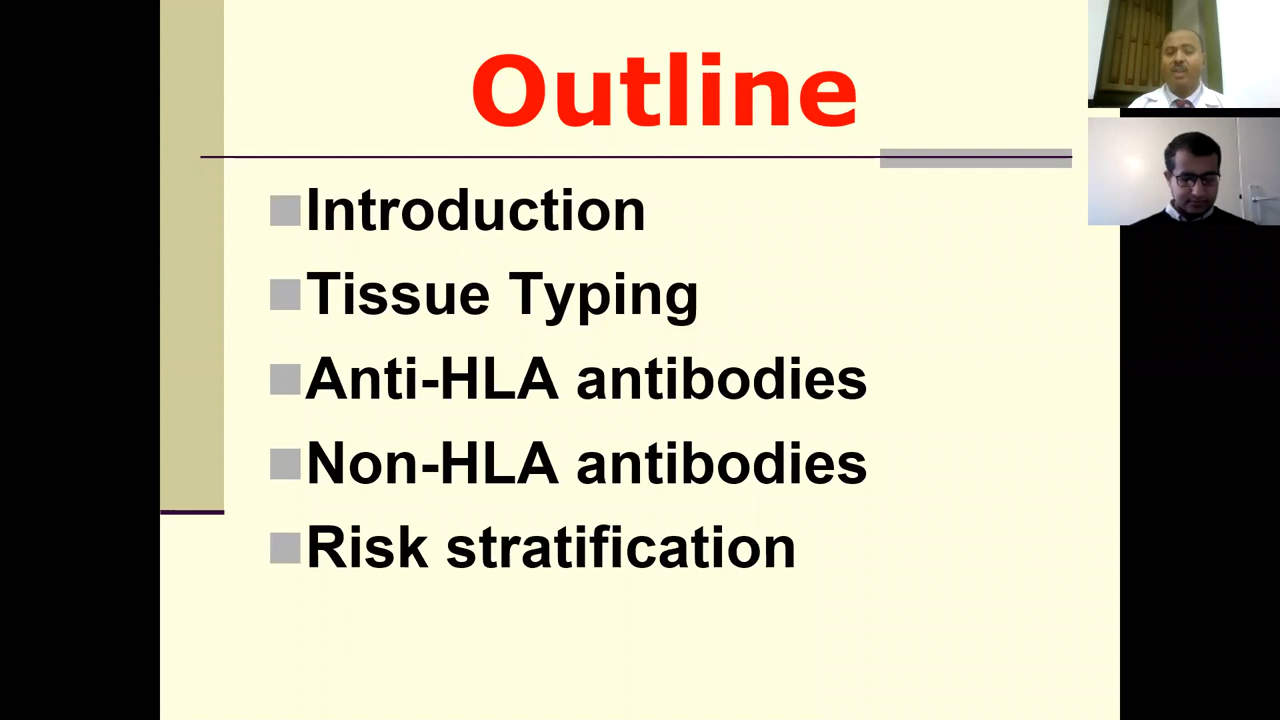 Outline
Introduction
Tissue Typing
Anti-HLA antibodies
Non-HLA antibodies
Risk stratification